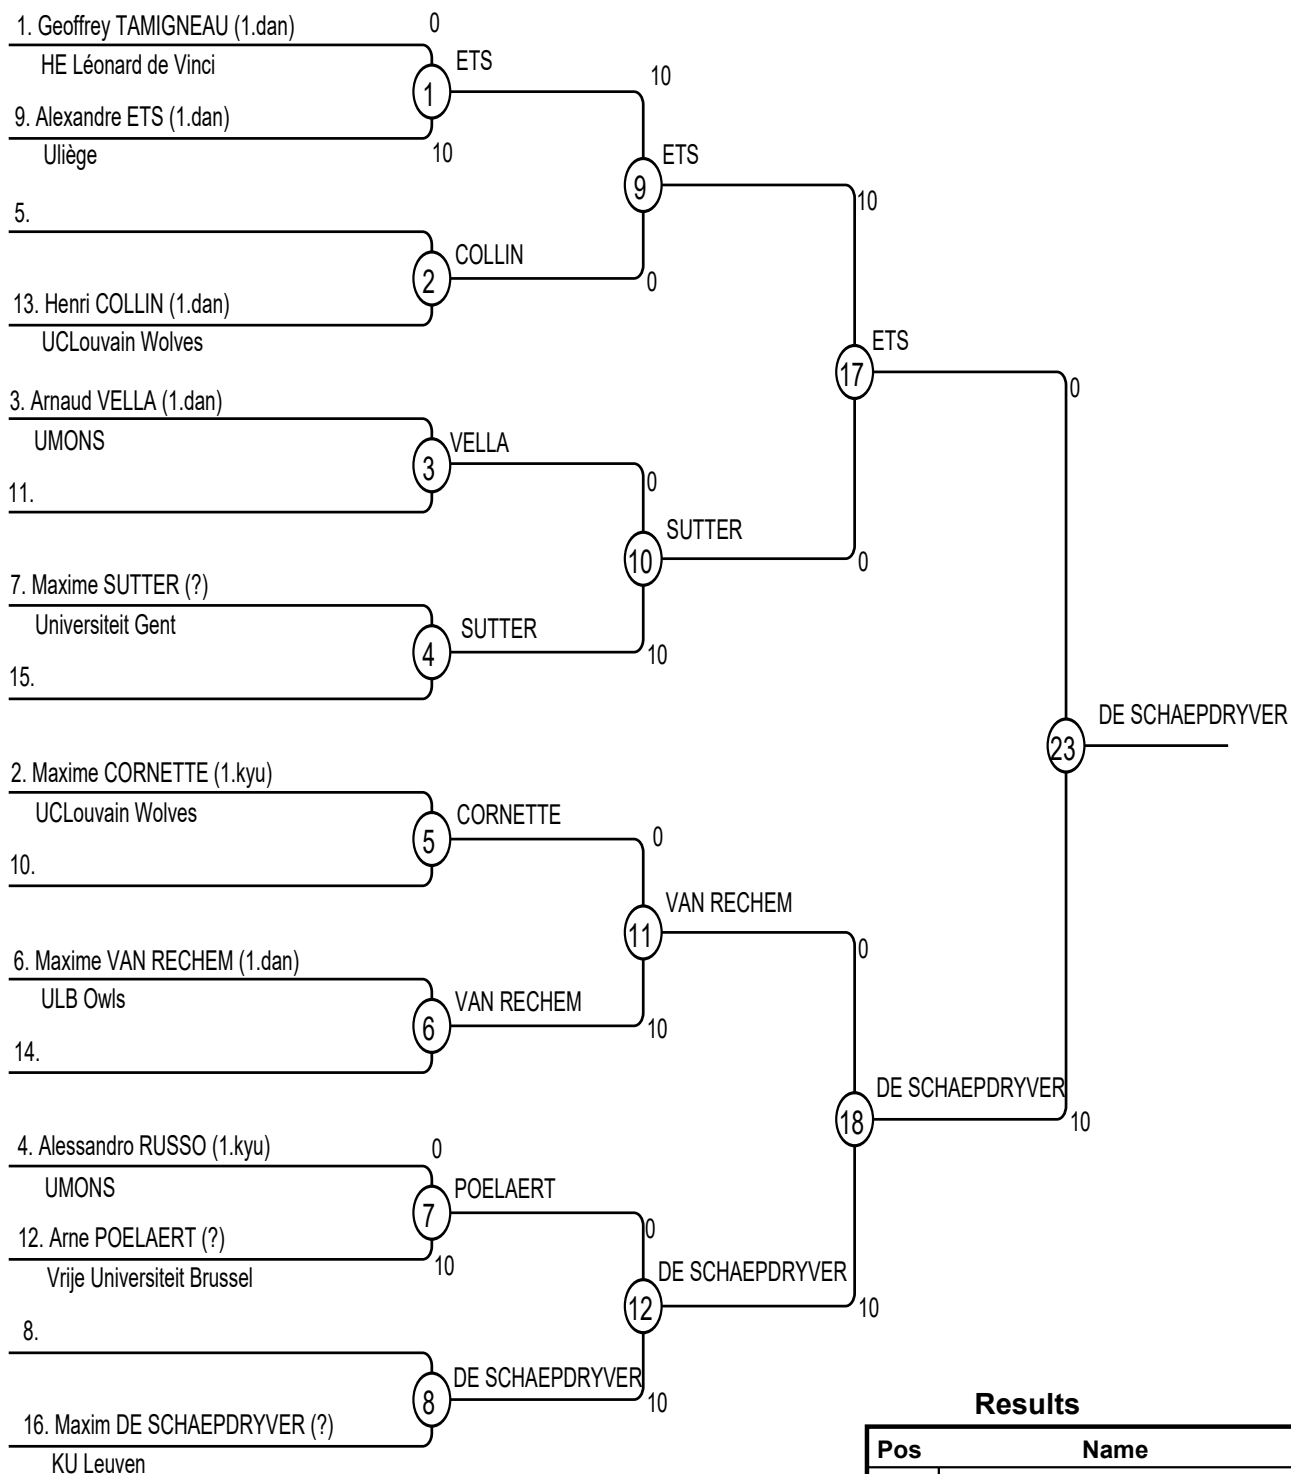 1. Geoffrey TAMIGNEAU (1.dan)
0
HE Léonard de Vinci
1
ETS
10
9. Alexandre ETS (1.dan)
10
Uliège
9
ETS
10
5.
2
COLLIN
0
13. Henri COLLIN (1.dan)
UCLouvain Wolves
17
ETS
0
3. Arnaud VELLA (1.dan)
UMONS
3
VELLA
0
11.
10
SUTTER
0
7. Maxime SUTTER (?)
Universiteit Gent
4
SUTTER
10
15.
23
DE SCHAEPDRYVER
2. Maxime CORNETTE (1.kyu)
UCLouvain Wolves
5
CORNETTE
0
10.
11
VAN RECHEM
0
6. Maxime VAN RECHEM (1.dan)
ULB Owls
6
VAN RECHEM
10
14.
18
DE SCHAEPDRYVER
10
4. Alessandro RUSSO (1.kyu)
0
UMONS
7
POELAERT
0
12. Arne POELAERT (?)
10
Vrije Universiteit Brussel
12
DE SCHAEPDRYVER
10
8.
8
DE SCHAEPDRYVER
10
16. Maxim DE SCHAEPDRYVER (?)
KU Leuven
Results
Pos Name